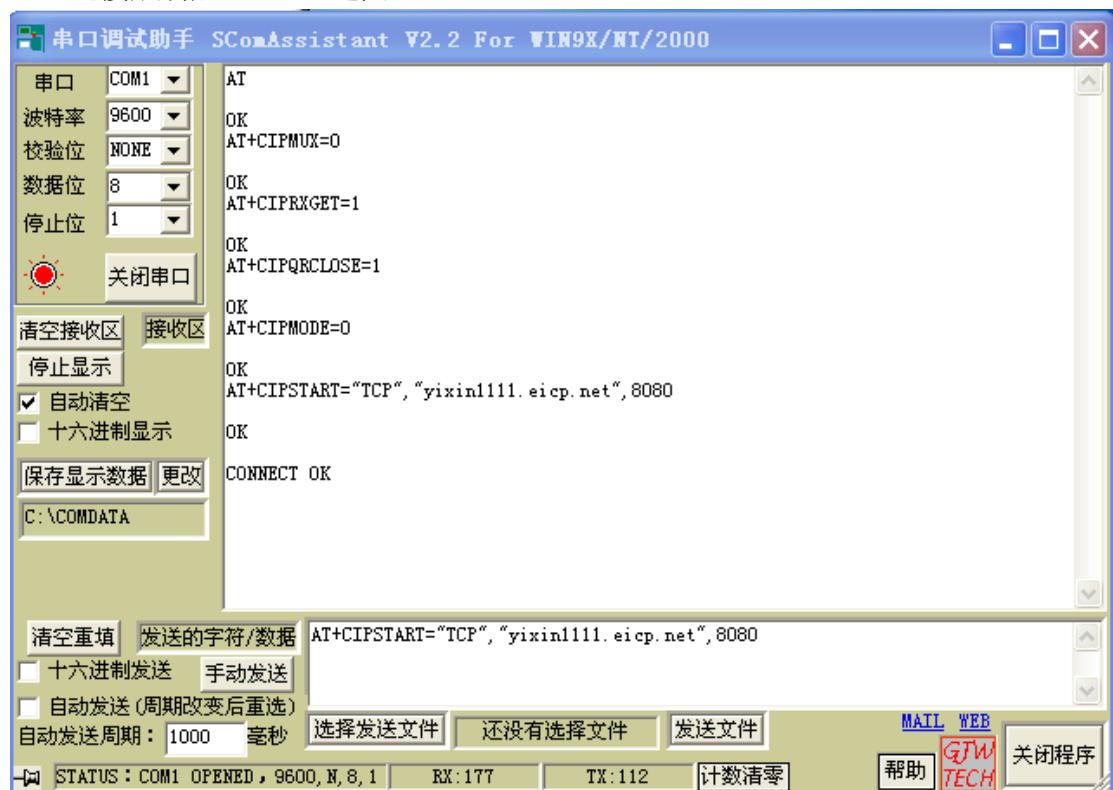 串口调试助手 SComAssistant V2.2 For WIN9X/NT/2000
串口 COM1
波特率 9600
校验位 NONE
数据位 8
停止位 1
关闭串口
清空接收区 接收区
停止显示
自动清空
十六进制显示
保存显示数据 更改
C:\COMDATA
AT
OK
AT+CIPMUX=0
OK
AT+CIPRXGET=1
OK
AT+CIPQRCLOSE=1
OK
AT+CIPMODE=0
OK
AT+CIPSTART="TCP","yixin1111.eicp.net",8080
OK
CONNECT OK
清空重填 发送的字符/数据
AT+CIPSTART="TCP","yixin1111.eicp.net",8080
十六进制发送 手动发送
自动发送(周期改变后重选)
自动发送周期: 1000 毫秒
选择发送文件 还没有选择文件 发送文件
MAIL WEB
帮助 GJW TECH 关闭程序
STATUS:COM1 OPENED,9600,N,8,1 RX:177 TX:112 计数清零